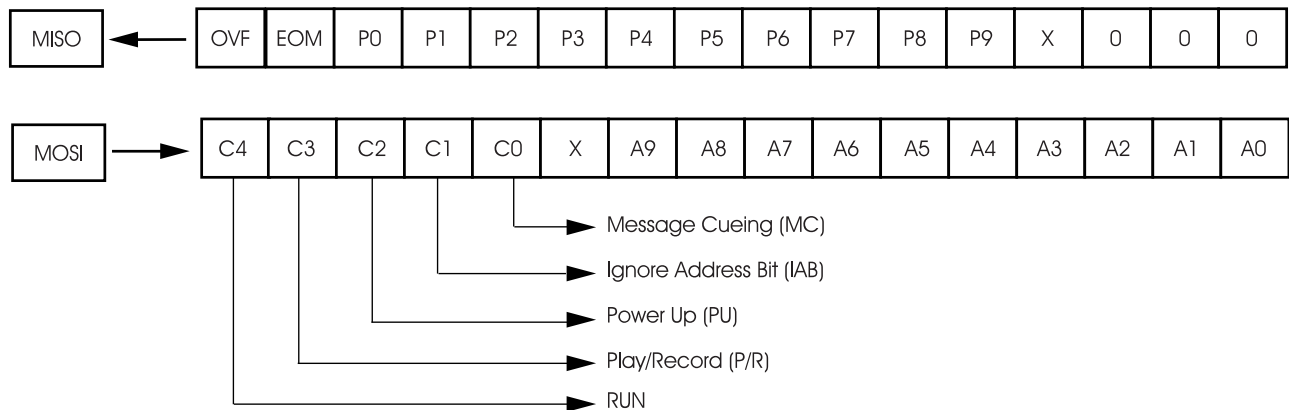 MISO OVF EOM P0 P1 P2 P3 P4 P5 P6 P7 P8 P9 X 0 0 0
MOSI C4 C3 C2 C1 C0 X A9 A8 A7 A6 A5 A4 A3 A2 A1 A0
Message Cueing (MC)
Ignore Address Bit (IAB)
Power Up (PU)
Play/Record (P/R)
RUN